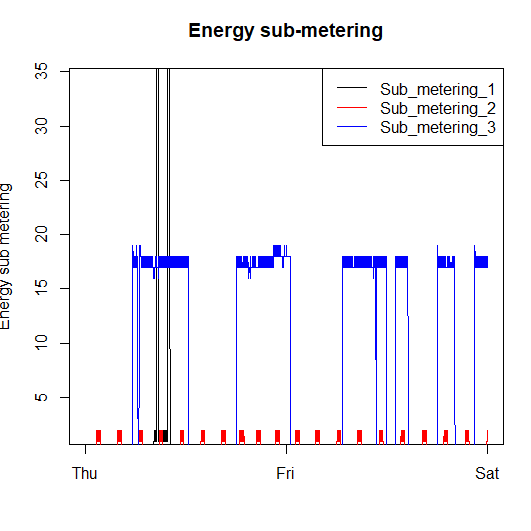 Energy sub-metering
Sub_metering_1
Sub_metering_2
Sub_metering_3
Energy sub metering
35
30
25
20
15
10
5
Thu Fri Sat